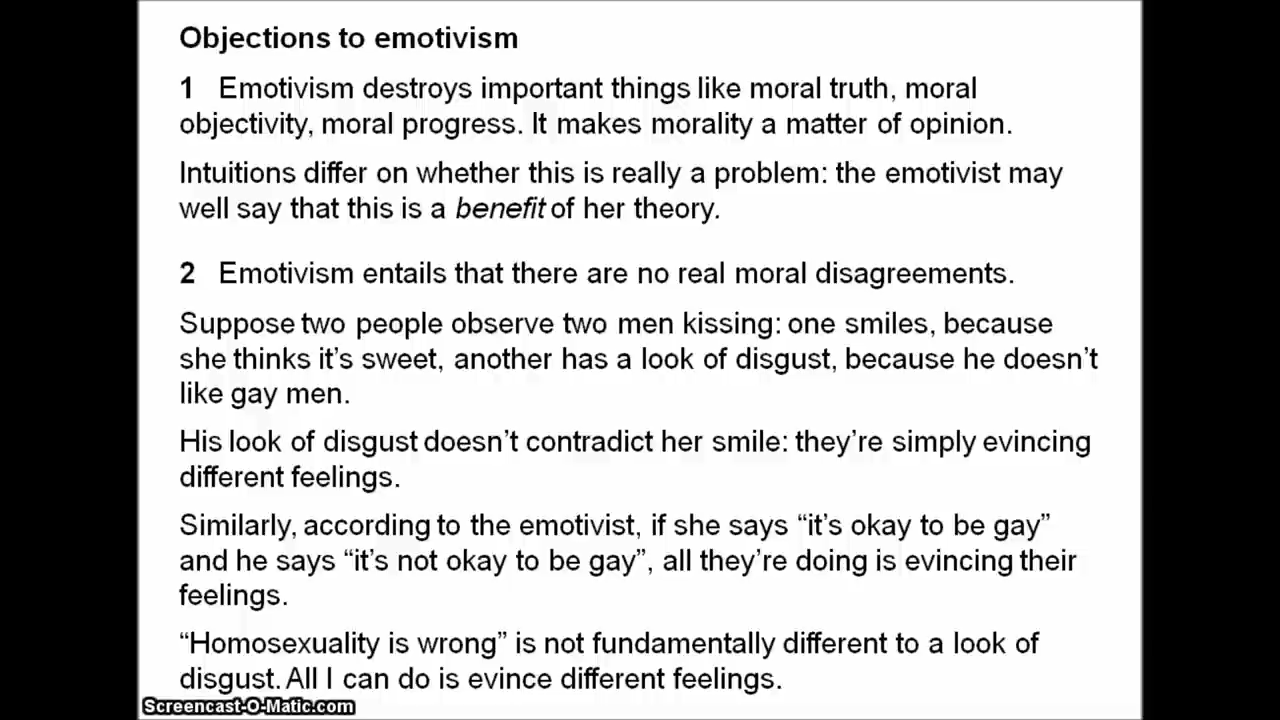 Objections to emotivism
1 Emotivism destroys important things like moral truth, moral
objectivity, moral progress. It makes morality a matter of opinion.
Intuitions differ on whether this is really a problem: the emotivist may
well say that this is a benefit of her theory.
2 Emotivism entails that there are no real moral disagreements.
Suppose two people observe two men kissing: one smiles, because
she thinks it’s sweet, another has a look of disgust, because he doesn’t
like gay men.
His look of disgust doesn’t contradict her smile: they’re simply evincing
different feelings.
Similarly, according to the emotivist, if she says “it’s okay to be gay”
and he says “it’s not okay to be gay”, all they’re doing is evincing their
feelings.
“Homosexuality is wrong” is not fundamentally different to a look of
disgust. All I can do is evince different feelings.
Screencast-O-Matic.com